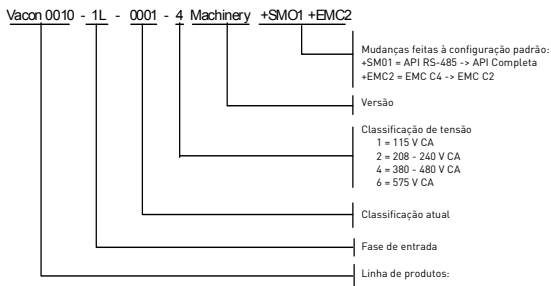 Vacon 0010 - 1L - 0001 - 4 Machinery +SMO1 +EMC2
Mudanças feitas à configuração padrão:
+SM01 = API RS-485 -> API Completa
+EMC2 = EMC C4 -> EMC C2
Versão
Classificação de tensão
1 = 115 V CA
2 = 208 - 240 V CA
4 = 380 - 480 V CA
6 = 575 V CA
Classificação atual
Fase de entrada
Linha de produtos: